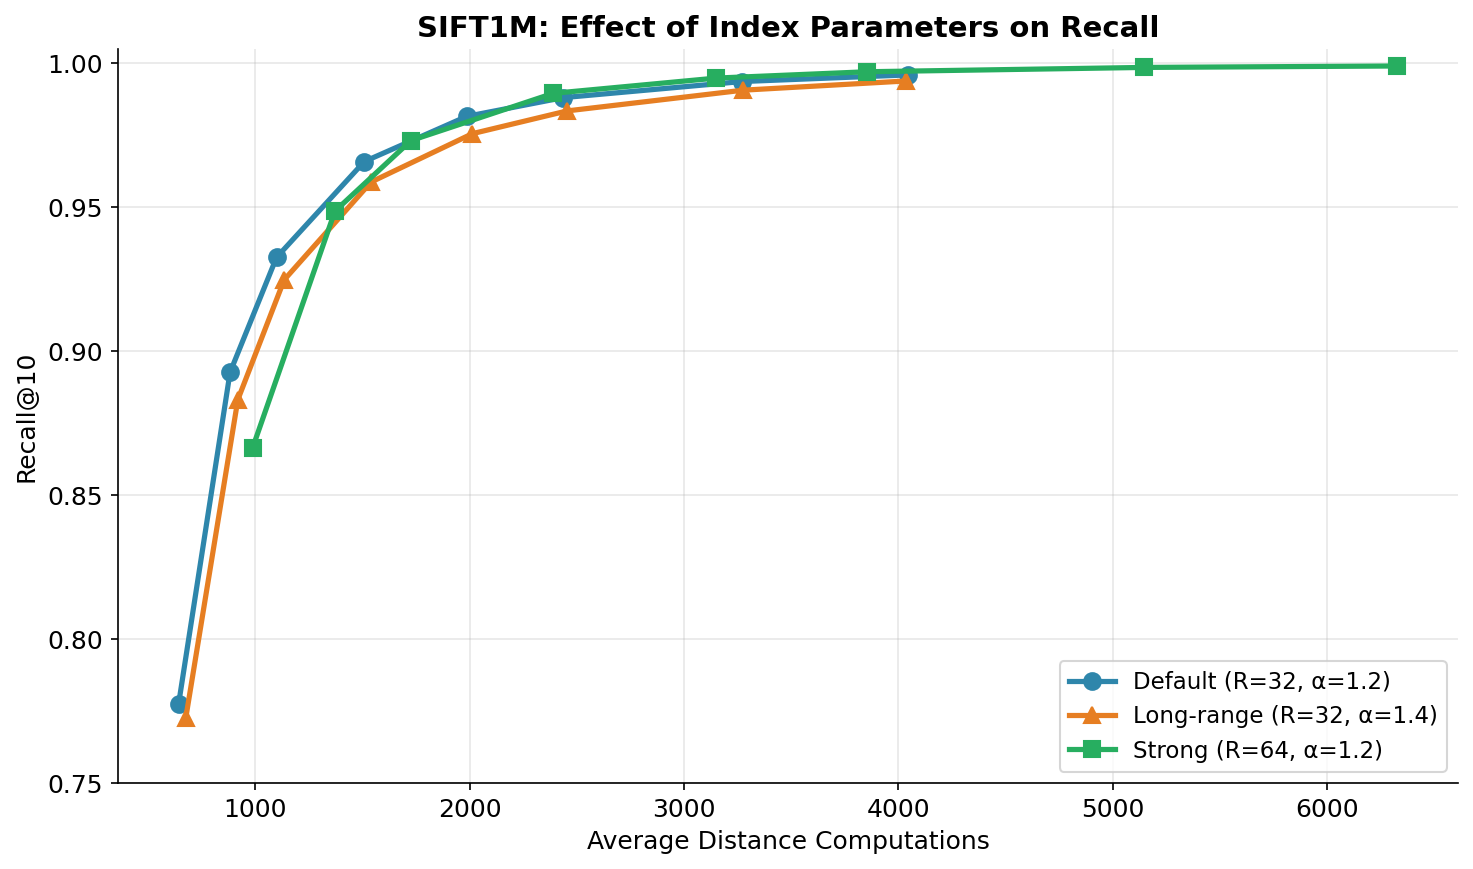 SIFT1M: Effect of Index Parameters on Recall
1.00
0.95
0.90
0.85
0.80
0.75
Recall@10
1000 2000 3000 4000 5000 6000
Average Distance Computations
Default (R=32, α=1.2)
Long-range (R=32, α=1.4)
Strong (R=64, α=1.2)